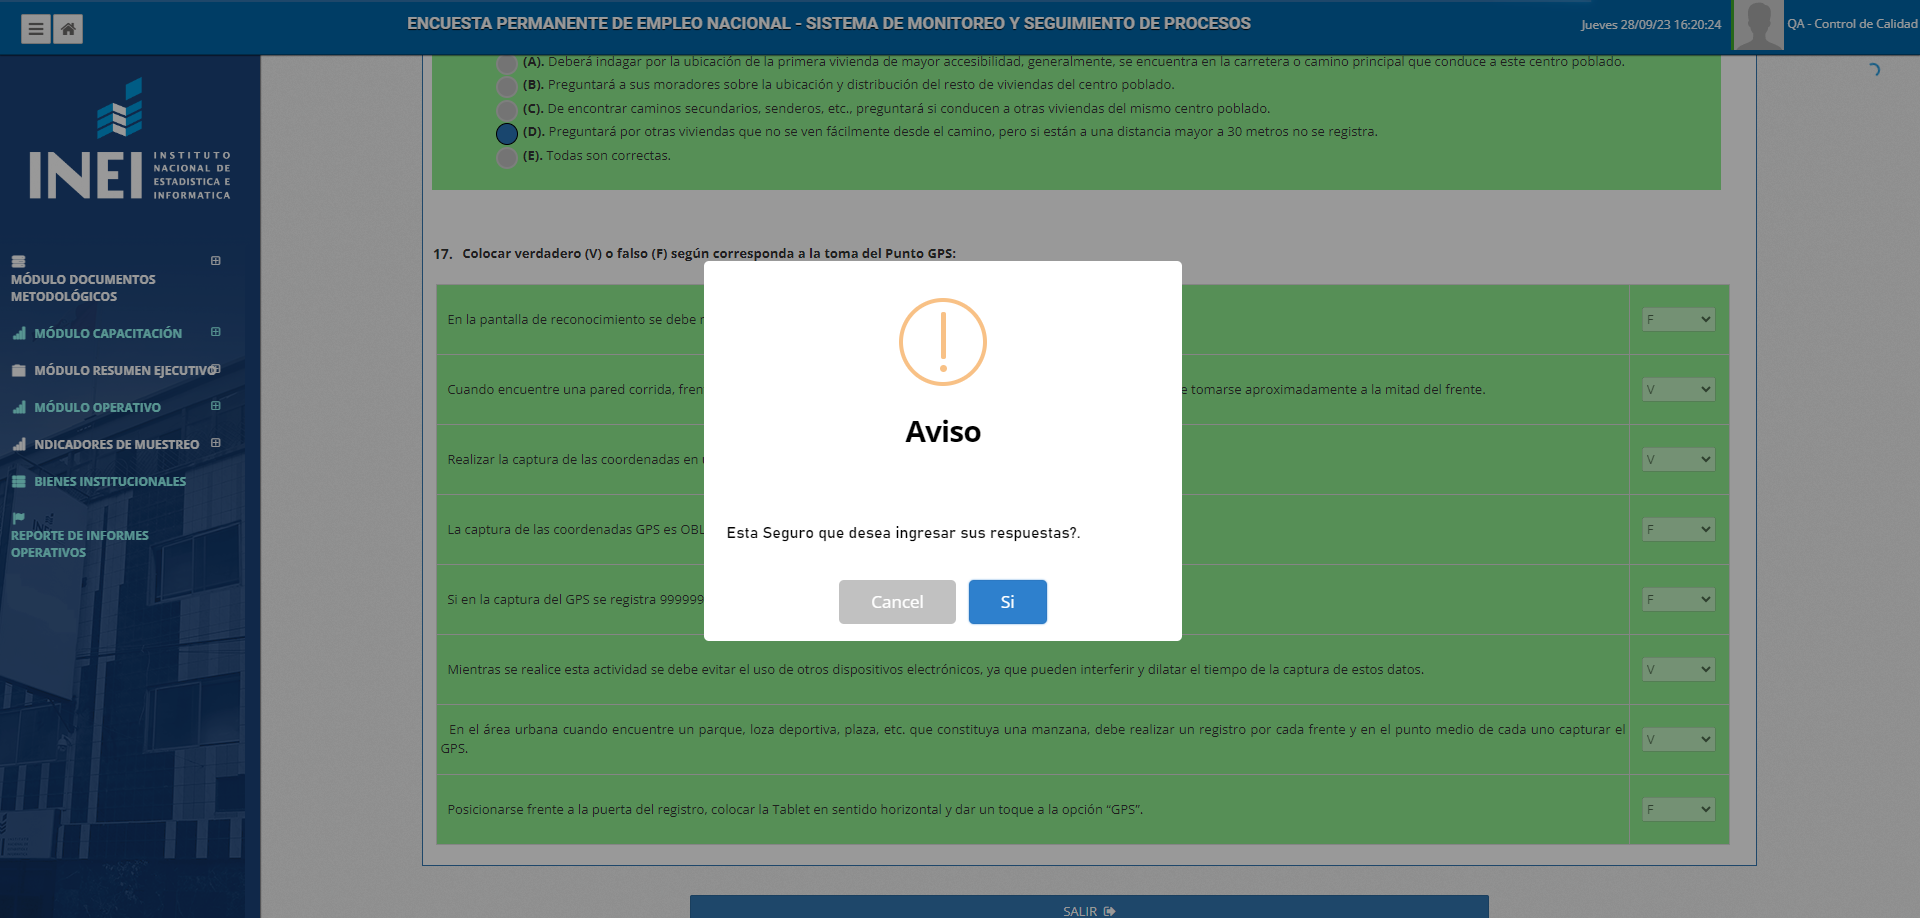 ENCUESTA PERMANENTE DE EMPLEO NACIONAL - SISTEMA DE MONITOREO Y SEGUIMIENTO DE PROCESOS
Jueves 28/09/23 16:20:24
QA - Control de Calidad
INEI
INSTITUTO
NACIONAL DE
ESTADISTICA E
INFORMATICA
MÓDULO DOCUMENTOS
METODOLÓGICOS
MÓDULO CAPACITACIÓN
MÓDULO RESUMEN EJECUTIVO
MÓDULO OPERATIVO
NDICADORES DE MUESTREO
BIENES INSTITUCIONALES
REPORTE DE INFORMES
OPERATIVOS
(A). Deberá indagar por la ubicación de la primera vivienda de mayor accesibilidad, generalmente, se encuentra en la carretera o camino principal que conduce a este centro poblado.
(B). Preguntará a sus moradores sobre la ubicación y distribución del resto de viviendas del centro poblado.
(C). De encontrar caminos secundarios, senderos, etc., preguntará si conducen a otras viviendas del mismo centro poblado.
(D). Preguntará por otras viviendas que no se ven fácilmente desde el camino, pero si están a una distancia mayor a 30 metros no se registra.
(E). Todas son correctas.
17. Colocar verdadero (V) o falso (F) según corresponda a la toma del Punto GPS:
En la pantalla de reconocimiento se debe
F
Cuando encuentre una pared corrida, fren
e tomarse aproximadamente a la mitad del frente.
V
Realizar la captura de las coordenadas en
V
La captura de las coordenadas GPS es OBL
F
Si en la captura del GPS se registra 999999
F
Mientras se realice esta actividad se debe evitar el uso de otros dispositivos electrónicos, ya que pueden interferir y dilatar el tiempo de la captura de estos datos.
V
En el área urbana cuando encuentre un parque, loza deportiva, plaza, etc. que constituya una manzana, debe realizar un registro por cada frente y en el punto medio de cada uno capturar el
GPS.
V
Posicionarse frente a la puerta del registro, colocar la Tablet en sentido horizontal y dar un toque a la opción “GPS”.
F
Aviso
Esta Seguro que desea ingresar sus respuestas?.
Cancel
Si
SALIR